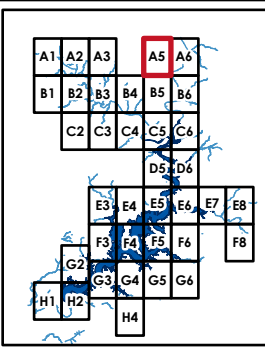 A1 A2 A3 A5 A6
B1 B2 B3 B4 B5 B6
C2 C3 C4 C5 C6
D5 D6
E3 E4 E5 E6 E7 E8
F3 F4 F5 F6 F8
G2 G3 G4 G5 G6
H1 H2 H4